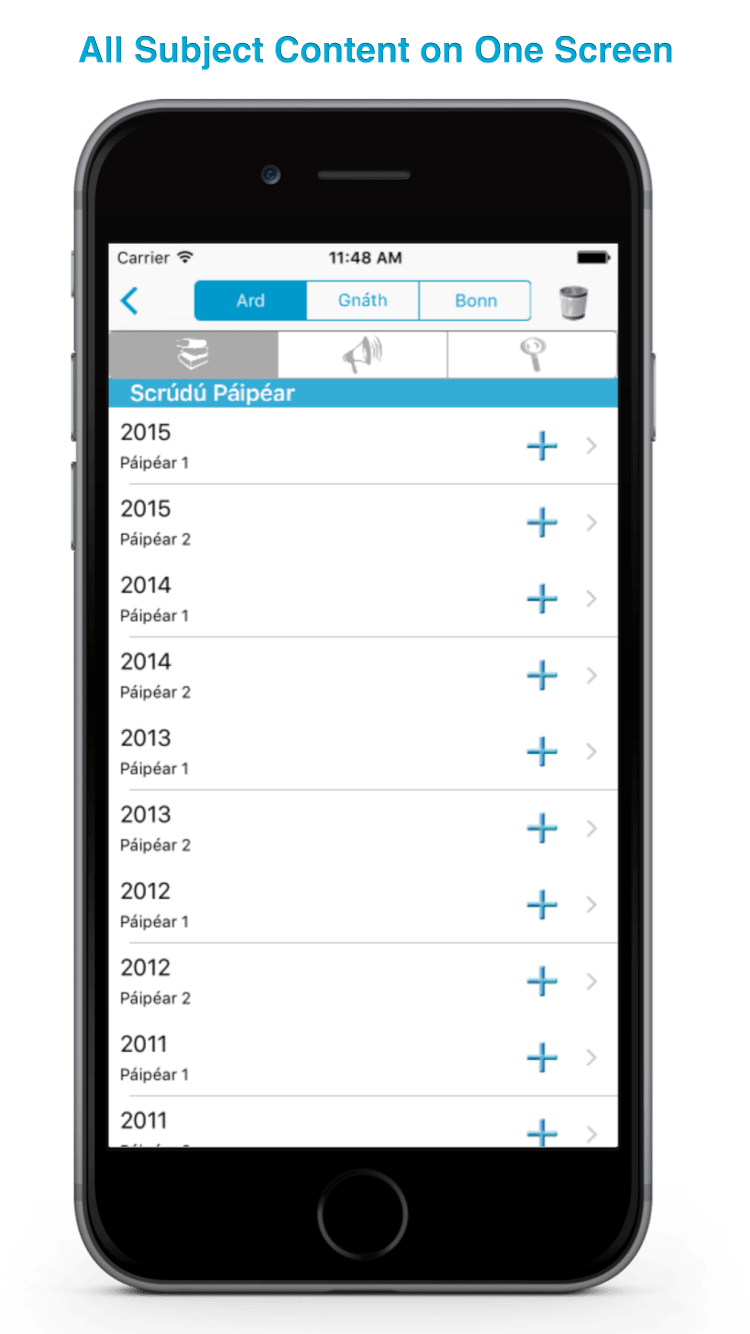 All Subject Content on One Screen
Carrier 11:48 AM
Ard Gnáth Bonn
Scrúdú Páipéar
2015
Páipéar 1
2015
Páipéar 2
2014
Páipéar 1
2014
Páipéar 2
2013
Páipéar 1
2013
Páipéar 2
2012
Páipéar 1
2012
Páipéar 2
2011
Páipéar 1
2011